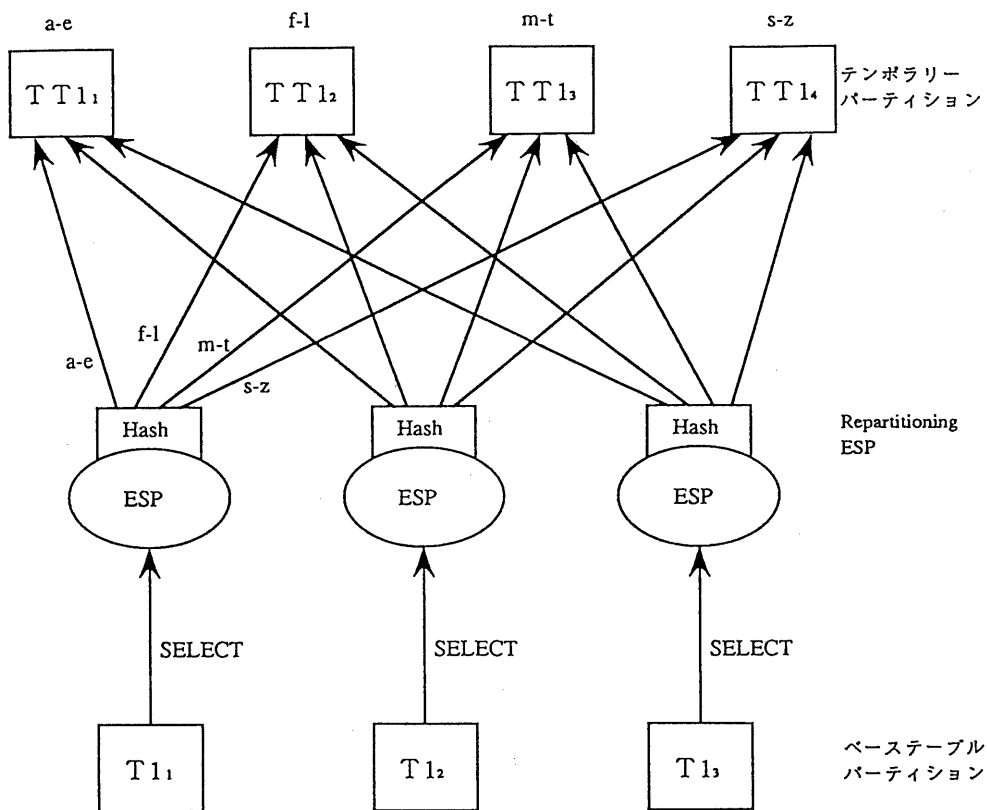 a-e
f-l
m-t
s-z
TT1₁
TT1₂
TT1₃
TT1₄
テンポラリー
パーティション
a-e
f-l
m-t
s-z
Hash
Hash
Hash
Repartitioning
ESP
ESP
ESP
ESP
SELECT
SELECT
SELECT
T1₁
T1₂
T1₃
ベーステーブル
パーティション